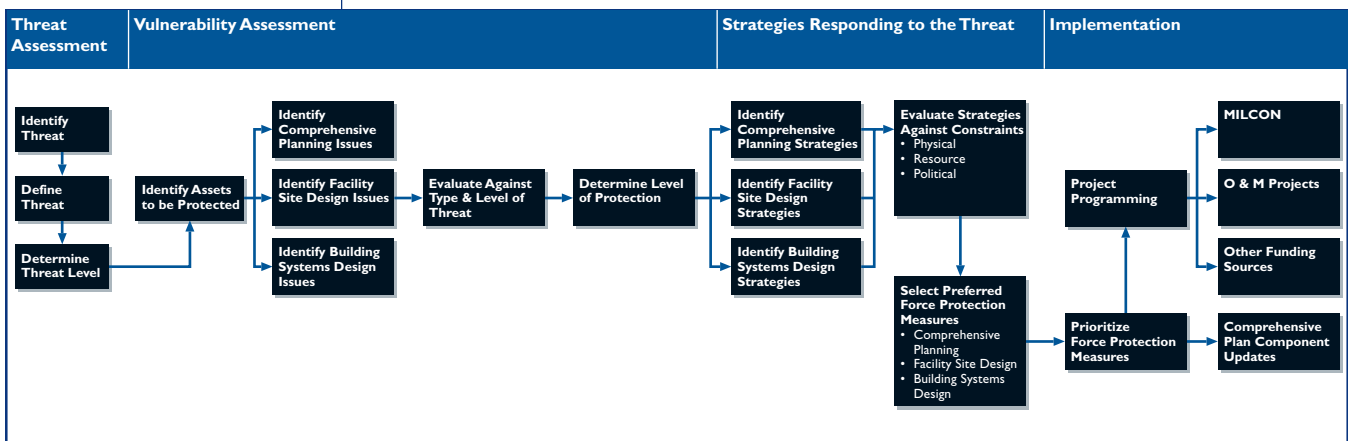 Threat
Assessment
Vulnerability Assessment
Strategies Responding to the Threat
Implementation
Identify
Threat
Define
Threat
Determine
Threat Level
Identify Assets
to be Protected
Identify
Comprehensive
Planning Issues
Identify Facility
Site Design Issues
Identify Building
Systems Design
Issues
Evaluate Against
Type & Level of
Threat
Determine Level
of Protection
Identify
Comprehensive
Planning Strategies
Identify Facility
Site Design
Strategies
Identify Building
Systems Design
Strategies
Evaluate Strategies
Against Constraints
• Physical
• Resource
• Political
Select Preferred
Force Protection
Measures
• Comprehensive
Planning
• Facility Site Design
• Building Systems
Design
Project
Programming
Prioritize
Force Protection
Measures
MILCON
O & M Projects
Other Funding
Sources
Comprehensive
Plan Component
Updates